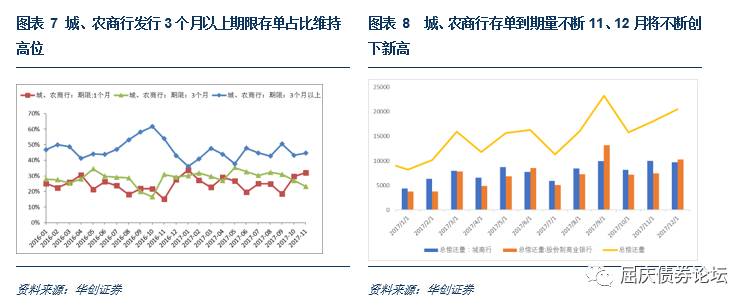 图表 7 城、农商行发行 3 个月以上期限存单占比维持
高位
城、农商行：期限:1个月
城、农商行：期限：3个月
城、农商行：期限：3个月以上
70%
60%
50%
40%
30%
20%
10%
0%
2016-01 2016-02 2016-03 2016-04 2016-05 2016-06 2016-07 2016-08 2016-09 2016-10 2016-11 2016-12 2017-01 2017-02 2017-03 2017-04 2017-05 2017-06 2017-07 2017-08 2017-09 2017-10 2017-11
资料来源：华创证券
图表 8 城、农商行存单到期量不断 11、12 月将不断创
下新高
25000
20000
15000
10000
5000
0
2017/1/1 2017/2/1 2017/3/1 2017/4/1 2017/5/1 2017/6/1 2017/7/1 2017/8/1 2017/9/1 2017/10/1 2017/11/1 2017/12/1
总偿还量:城商行
总偿还量:股份制商业银行
总偿还量
资料来源：华创证券
屈庆债券论坛